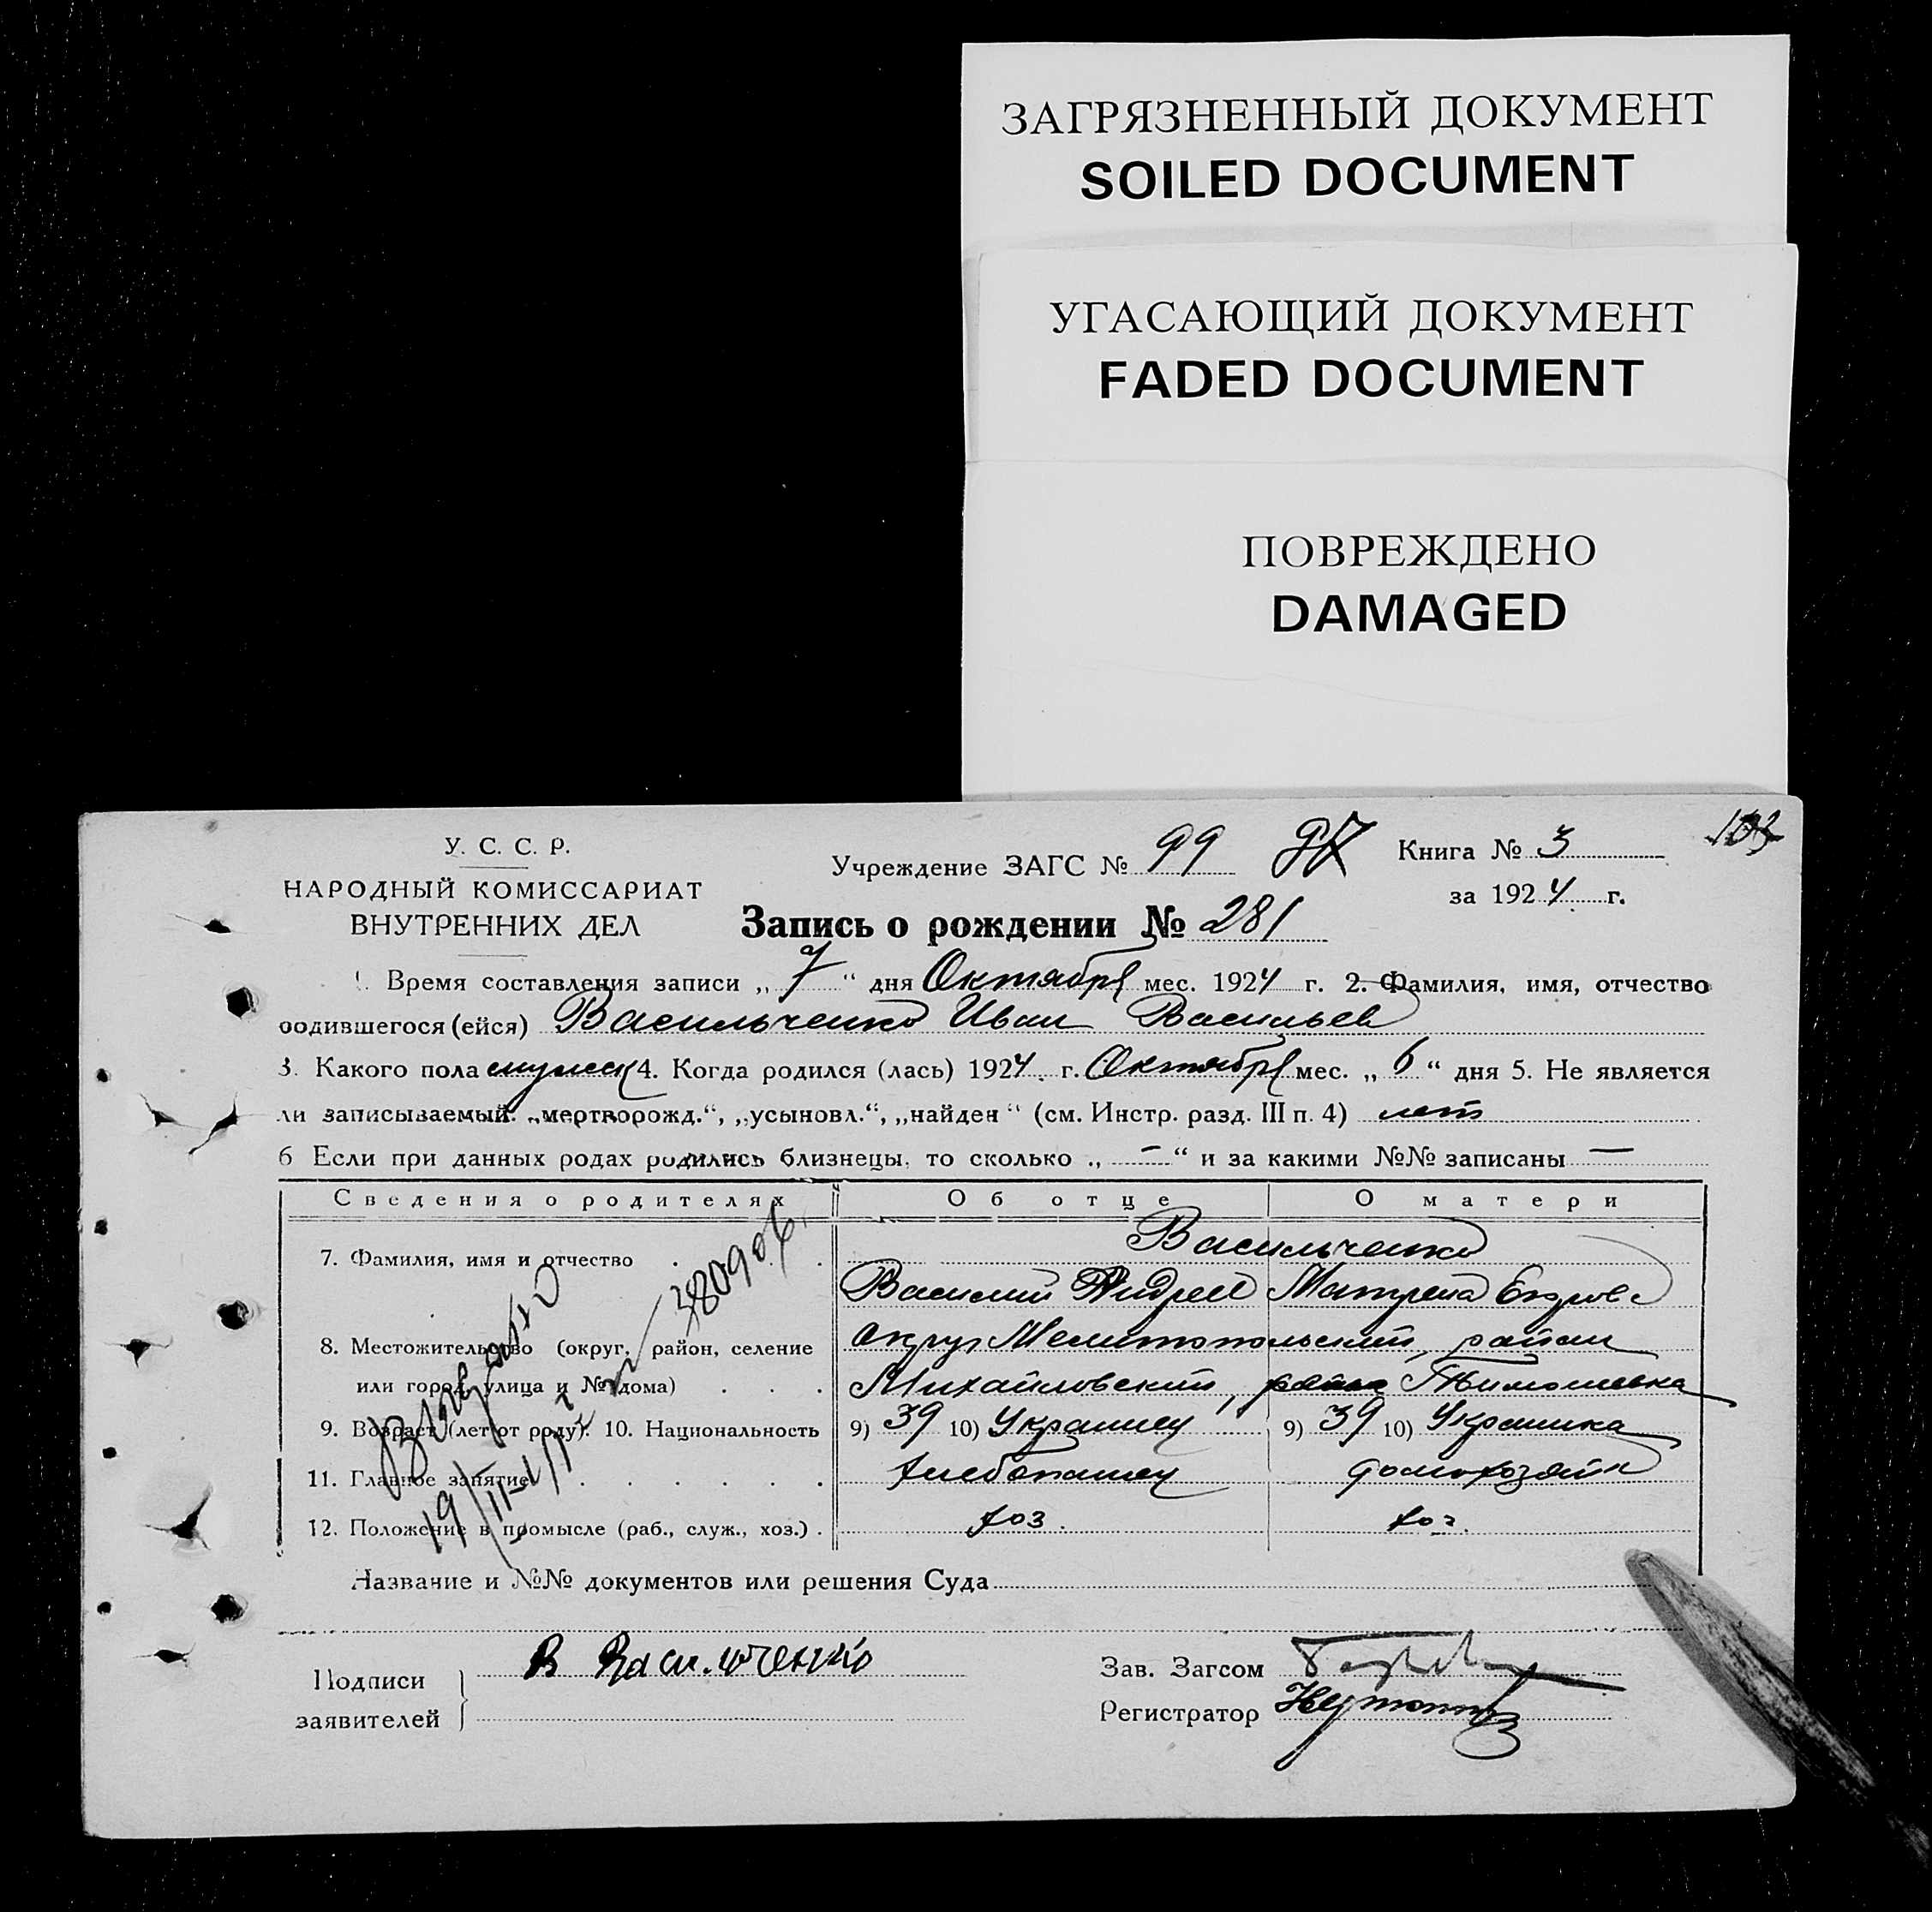 ЗАГРЯЗНЕННЫЙ ДОКУМЕНТ
SOILED DOCUMENT
УГАСАЮЩИЙ ДОКУМЕНТ
FADED DOCUMENT
ПОВРЕЖДЕНО
DAMAGED
У. С. С. Р.
НАРОДНЫЙ КОМИССАРИАТ
ВНУТРЕННИХ ДЕЛ
Учреждение ЗАГС № 99
Книга № 3
за 1924 г.
Запись о рождении № 281
1. Время составления записи „ 7 “ дня Октября мес. 1924 г. 2. Фамилия, имя, отчество
родившегося (ейся) Васильченко Иван Васильев
3. Какого пола мужск 4. Когда родился (лась) 1924 г. Октября мес. „ 6 “ дня 5. Не является
ли записываемый: „мертворожд.“, „усыновл.“, „найден“ (см. Инстр. разд. III п. 4) нет
6 Если при данных родах родились близнецы, то сколько „ — “ и за какими №№ записаны —
Сведения о родителях Об отце О матери
7. Фамилия, имя и отчество Васильченко
Василий Андрее Матрена
8. Местожительство (округ, район, селение Округ Мелитопольский, район
или город, улица и № дома) Михайловский, Тимошевка
9. Возраст (лет от роду). 10. Национальность 9) 39 10) Украинец 9) 39 10) Украинка
11. Главное занятие хлебопашец домохозяйк
12. Положение в промысле (раб., служ., хоз.) хоз. хоз.
Название и №№ документов или решения Суда
Подписи
заявителей
В Василюченко
Зав. Загсом
Регистратор